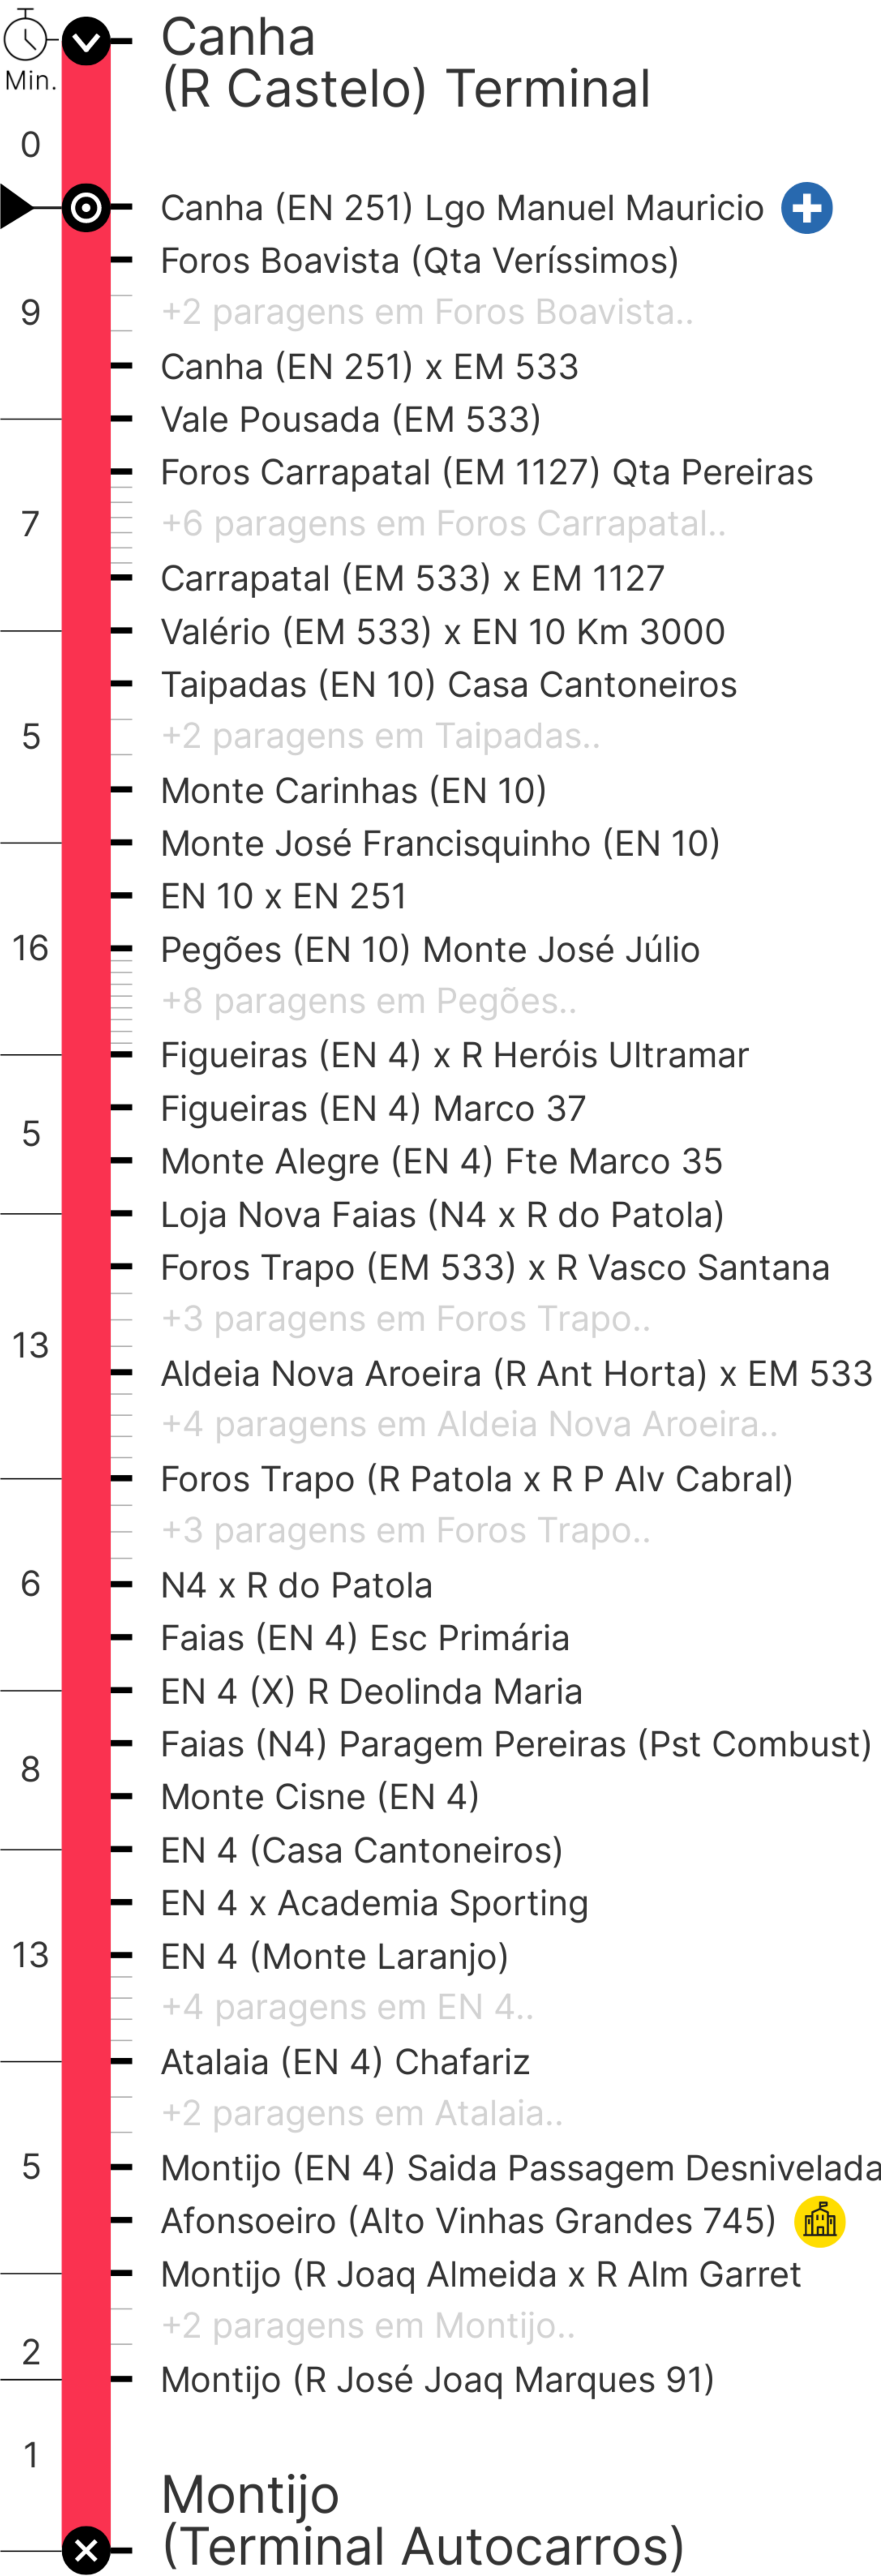 Canha
(R Castelo) Terminal
Min.
0
Canha (EN 251) Lgo Manuel Mauricio
Foros Boavista (Qta Veríssimos)
9
+2 paragens em Foros Boavista..
Canha (EN 251) x EM 533
Vale Pousada (EM 533)
Foros Carrapatal (EM 1127) Qta Pereiras
7
+6 paragens em Foros Carrapatal..
Carrapatal (EM 533) x EM 1127
Valério (EM 533) x EN 10 Km 3000
Taipadas (EN 10) Casa Cantoneiros
5
+2 paragens em Taipadas..
Monte Carinhas (EN 10)
Monte José Francisquinho (EN 10)
EN 10 x EN 251
16
Pegões (EN 10) Monte José Júlio
+8 paragens em Pegões..
Figueiras (EN 4) x R Heróis Ultramar
Figueiras (EN 4) Marco 37
5
Monte Alegre (EN 4) Fte Marco 35
Loja Nova Faias (N4 x R do Patola)
Foros Trapo (EM 533) x R Vasco Santana
+3 paragens em Foros Trapo..
13
Aldeia Nova Aroeira (R Ant Horta) x EM 533
+4 paragens em Aldeia Nova Aroeira..
Foros Trapo (R Patola x R P Alv Cabral)
+3 paragens em Foros Trapo..
6
N4 x R do Patola
Faias (EN 4) Esc Primária
EN 4 (X) R Deolinda Maria
Faias (N4) Paragem Pereiras (Pst Combust)
8
Monte Cisne (EN 4)
EN 4 (Casa Cantoneiros)
EN 4 x Academia Sporting
13
EN 4 (Monte Laranjo)
+4 paragens em EN 4..
Atalaia (EN 4) Chafariz
+2 paragens em Atalaia..
5
Montijo (EN 4) Saida Passagem Desnivelada
Afonsoeiro (Alto Vinhas Grandes 745)
Montijo (R Joaq Almeida x R Alm Garret
+2 paragens em Montijo..
2
Montijo (R José Joaq Marques 91)
1
Montijo
(Terminal Autocarros)